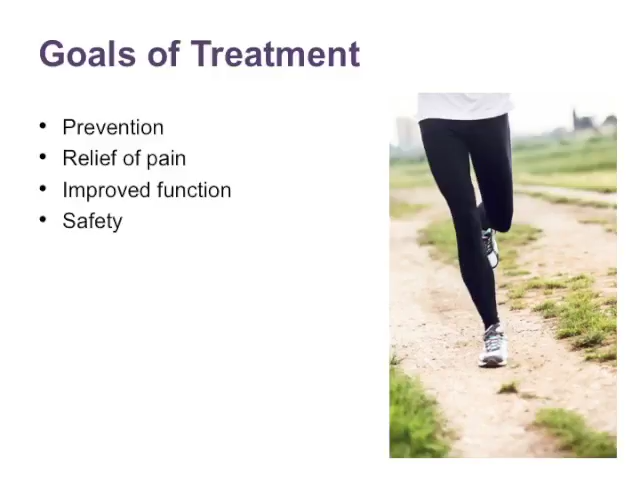 Goals of Treatment
• Prevention
• Relief of pain
• Improved function
• Safety